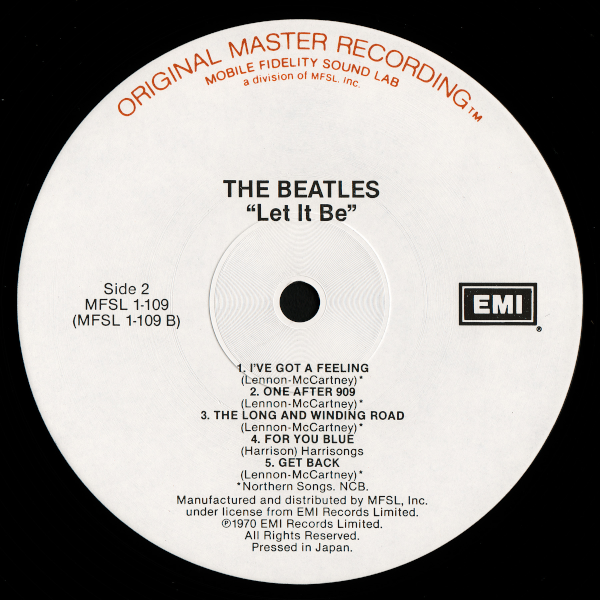 ORIGINAL MASTER RECORDING™
MOBILE FIDELITY SOUND LAB
a division of MFSL, Inc.
THE BEATLES
“Let It Be”
Side 2
MFSL 1-109
(MFSL 1-109 B)
EMI
®
1. I'VE GOT A FEELING
(Lennon-McCartney)*
2. ONE AFTER 909
(Lennon-McCartney)*
3. THE LONG AND WINDING ROAD
(Lennon-McCartney)*
4. FOR YOU BLUE
(Harrison) Harrisongs
5. GET BACK
(Lennon-McCartney)*
*Northern Songs. NCB.
Manufactured and distributed by MFSL, Inc.
under license from EMI Records Limited.
℗1970 EMI Records Limited.
All Rights Reserved.
Pressed in Japan.